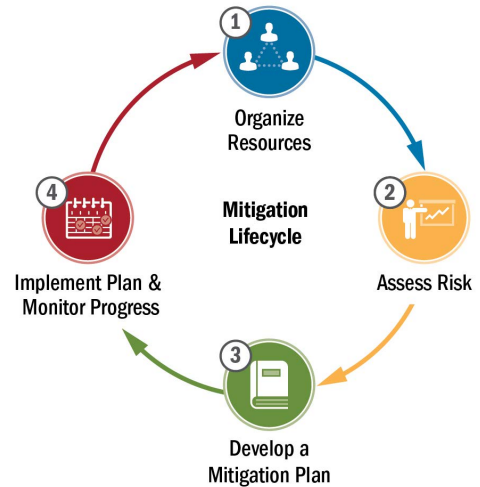 1
Organize
Resources
2
Assess Risk
3
Develop a
Mitigation Plan
4
Implement Plan &
Monitor Progress
Mitigation
Lifecycle